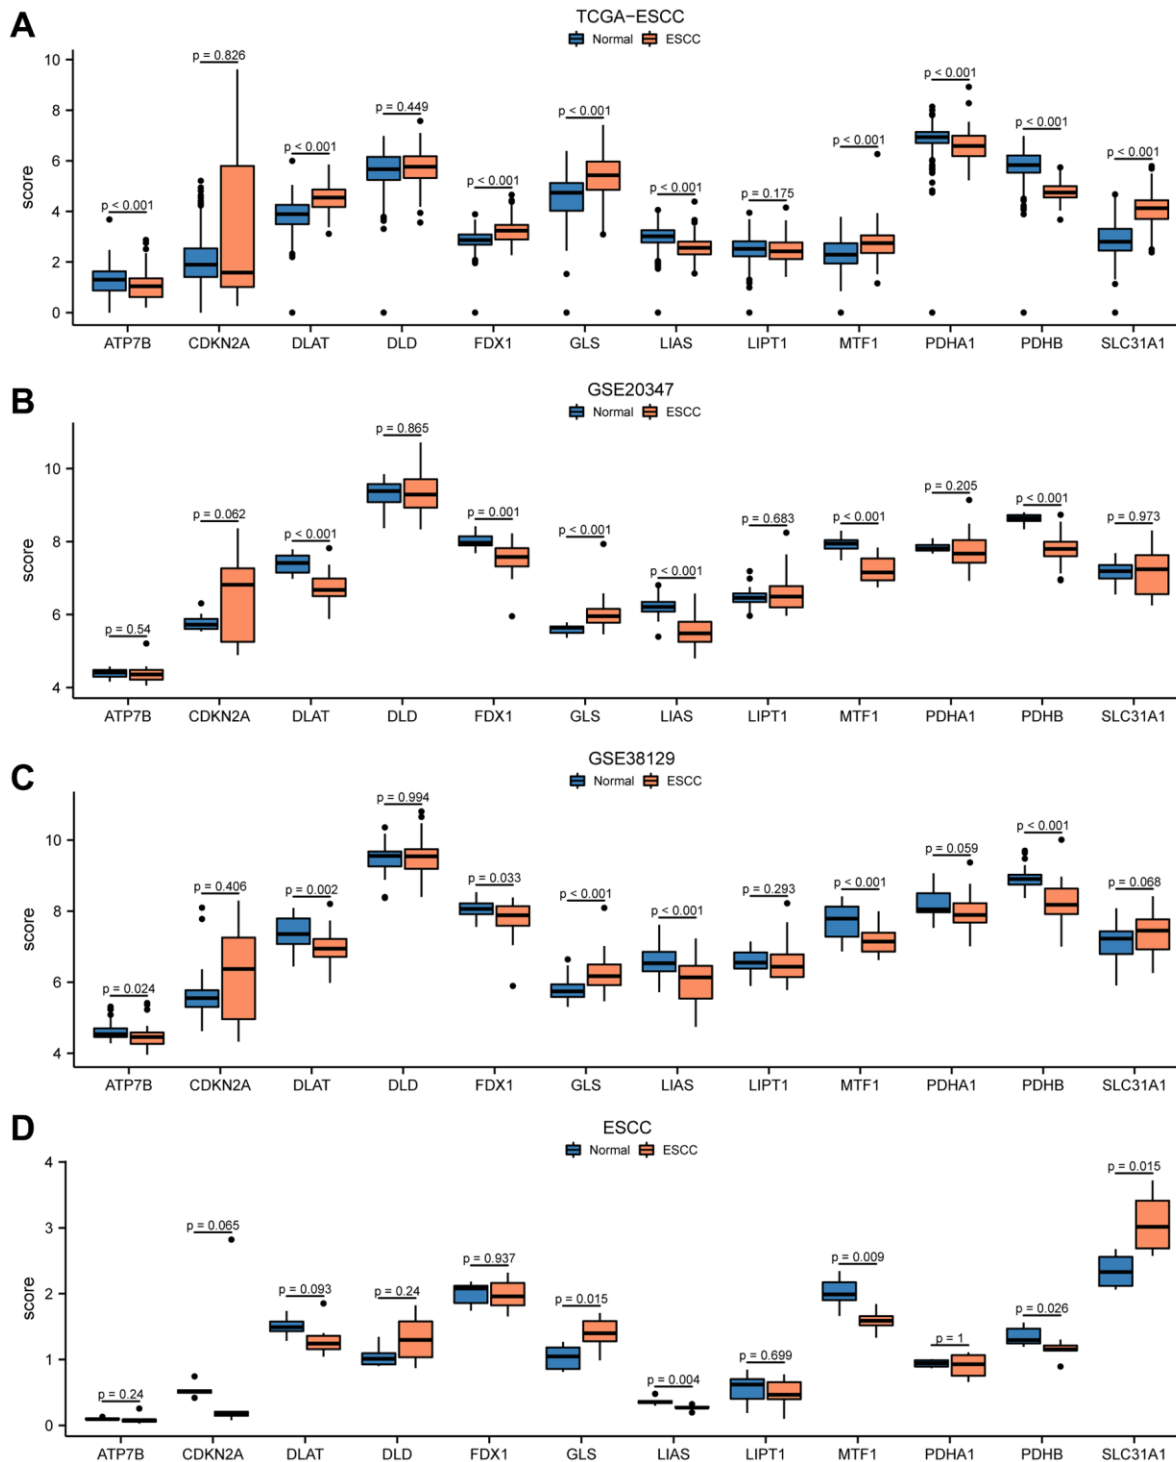 A
TCGA−ESCC
Normal ESCC
score
10
8
6
4
2
0
p < 0.001
p = 0.826
p < 0.001
p = 0.449
p < 0.001
p < 0.001
p < 0.001
p = 0.175
p < 0.001
p < 0.001
p < 0.001
p < 0.001
ATP7B CDKN2A DLAT DLD FDX1 GLS LIAS LIPT1 MTF1 PDHA1 PDHB SLC31A1
B
GSE20347
Normal ESCC
score
10
8
6
4
p = 0.54
p = 0.062
p < 0.001
p = 0.865
p = 0.001
p < 0.001
p < 0.001
p = 0.683
p < 0.001
p = 0.205
p < 0.001
p = 0.973
ATP7B CDKN2A DLAT DLD FDX1 GLS LIAS LIPT1 MTF1 PDHA1 PDHB SLC31A1
C
GSE38129
Normal ESCC
score
10
8
6
4
p = 0.024
p = 0.406
p = 0.002
p = 0.994
p = 0.033
p < 0.001
p < 0.001
p = 0.293
p < 0.001
p = 0.059
p < 0.001
p = 0.068
ATP7B CDKN2A DLAT DLD FDX1 GLS LIAS LIPT1 MTF1 PDHA1 PDHB SLC31A1
D
ESCC
Normal ESCC
score
4
3
2
1
0
p = 0.24
p = 0.065
p = 0.093
p = 0.24
p = 0.937
p = 0.015
p = 0.004
p = 0.699
p = 0.009
p = 1
p = 0.026
p = 0.015
ATP7B CDKN2A DLAT DLD FDX1 GLS LIAS LIPT1 MTF1 PDHA1 PDHB SLC31A1